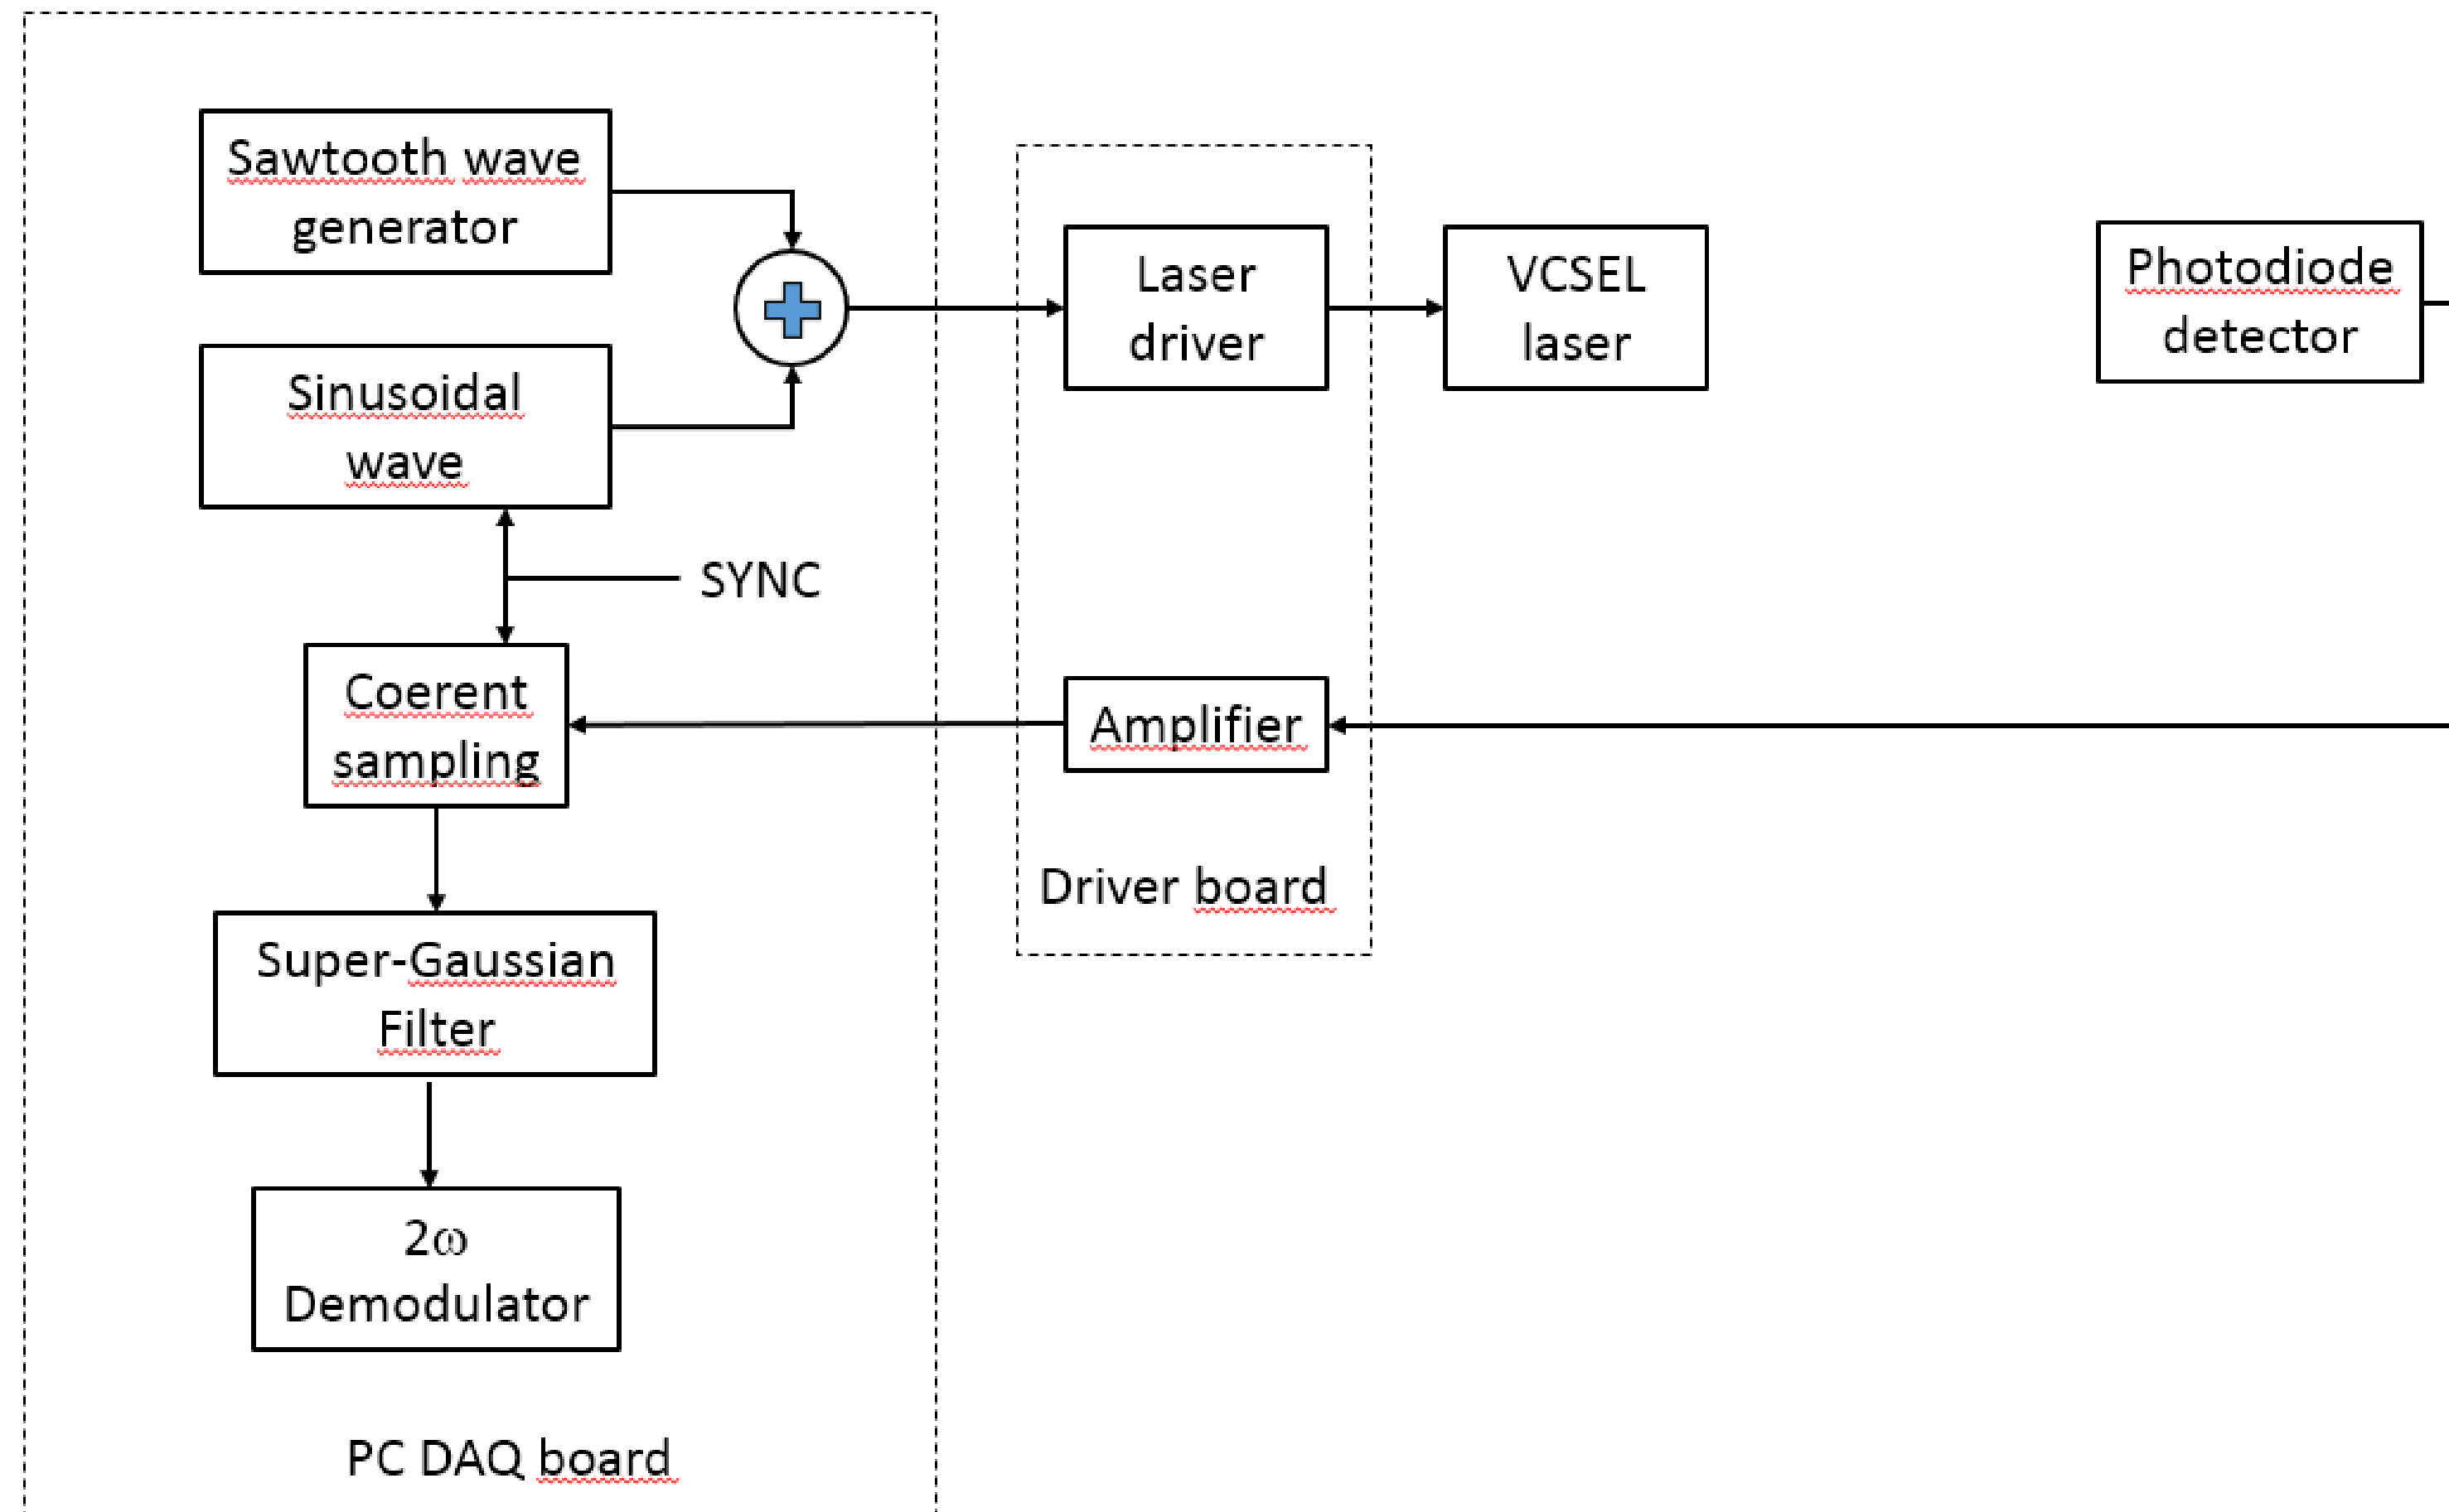 Sawtooth wave
generator
Sinusoidal
wave
SYNC
Coerent
sampling
Super-Gaussian
Filter
2ω
Demodulator
PC DAQ board
Laser
driver
Amplifier
Driver board
VCSEL
laser
Photodiode
detector